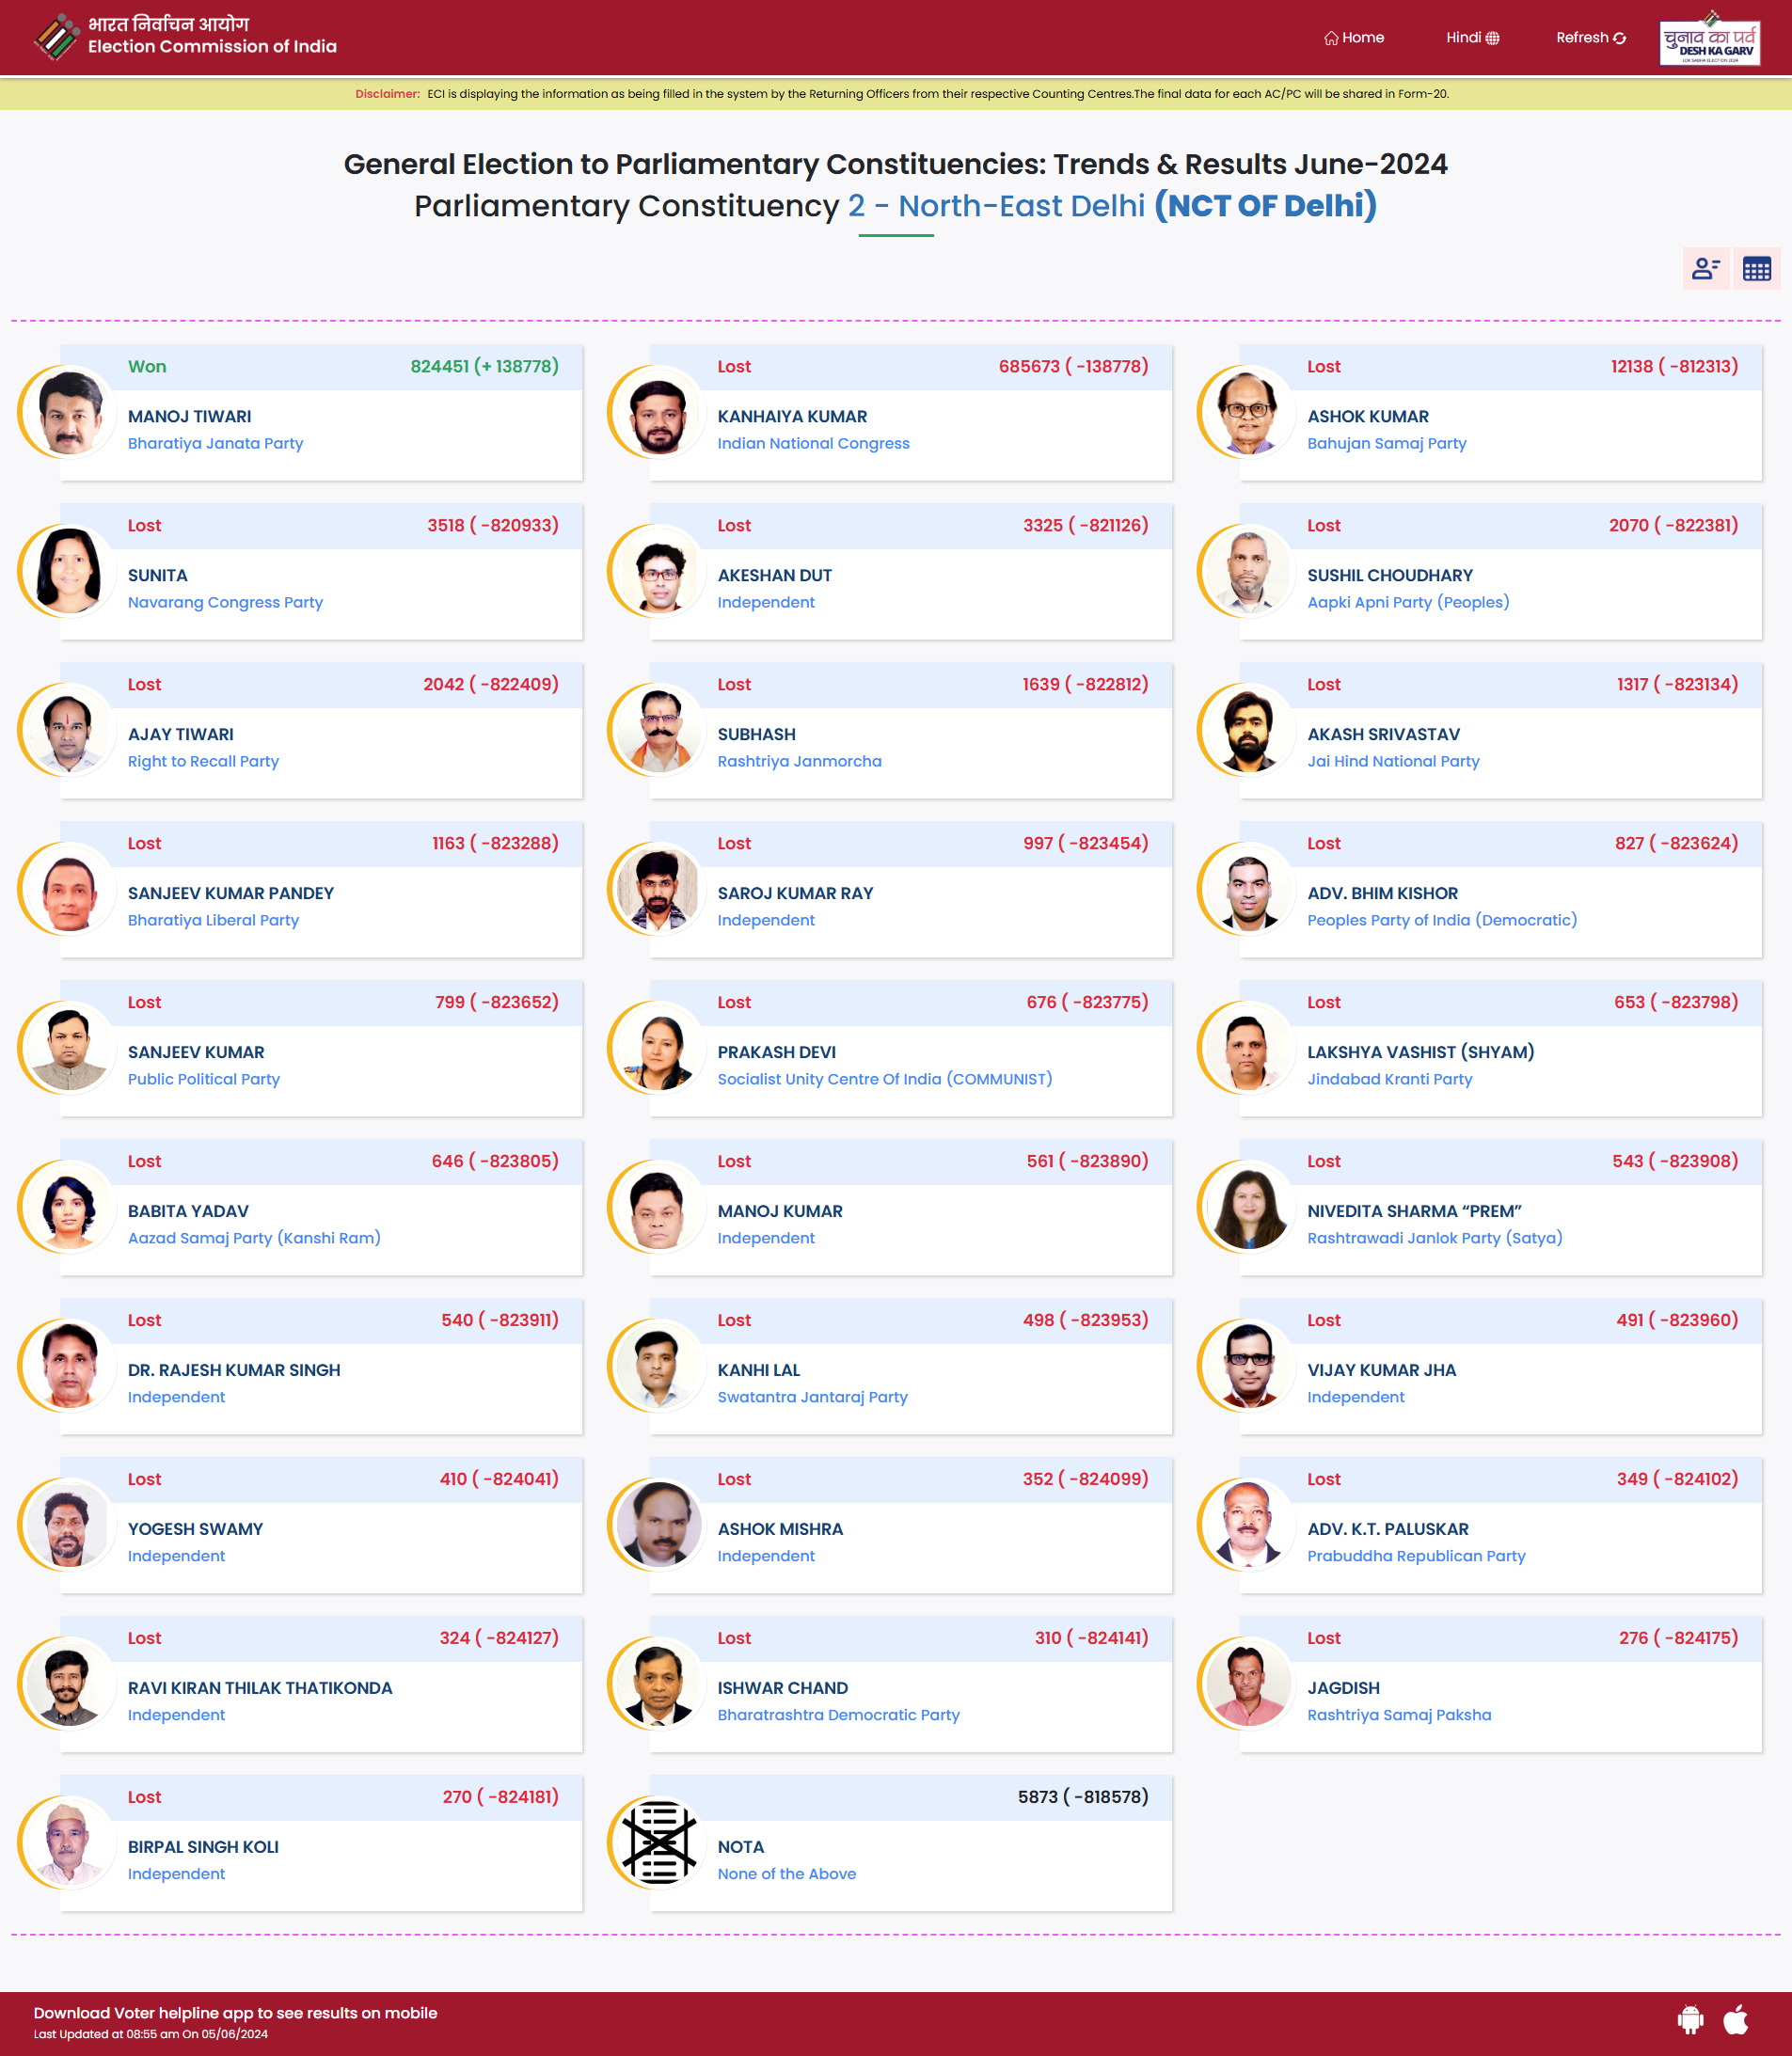 भारत निर्वाचन आयोग
Election Commission of India
Home
Hindi
Refresh
चुनाव का पर्व
DESH KA GARV
LOK SABHA ELECTION 2024
Disclaimer: ECI is displaying the information as being filled in the system by the Returning Officers from their respective Counting Centres.The final data for each AC/PC will be shared in Form-20.
General Election to Parliamentary Constituencies: Trends & Results June-2024
Parliamentary Constituency 2 - North-East Delhi (NCT OF Delhi)
Won 824451 (+ 138778)
MANOJ TIWARI
Bharatiya Janata Party
Lost 685673 ( -138778)
KANHAIYA KUMAR
Indian National Congress
Lost 12138 ( -812313)
ASHOK KUMAR
Bahujan Samaj Party
Lost 3518 ( -820933)
SUNITA
Navarang Congress Party
Lost 3325 ( -821126)
AKESHAN DUT
Independent
Lost 2070 ( -822381)
SUSHIL CHOUDHARY
Aapki Apni Party (Peoples)
Lost 2042 ( -822409)
AJAY TIWARI
Right to Recall Party
Lost 1639 ( -822812)
SUBHASH
Rashtriya Janmorcha
Lost 1317 ( -823134)
AKASH SRIVASTAV
Jai Hind National Party
Lost 1163 ( -823288)
SANJEEV KUMAR PANDEY
Bharatiya Liberal Party
Lost 997 ( -823454)
SAROJ KUMAR RAY
Independent
Lost 827 ( -823624)
ADV. BHIM KISHOR
Peoples Party of India (Democratic)
Lost 799 ( -823652)
SANJEEV KUMAR
Public Political Party
Lost 676 ( -823775)
PRAKASH DEVI
Socialist Unity Centre Of India (COMMUNIST)
Lost 653 ( -823798)
LAKSHYA VASHIST (SHYAM)
Jindabad Kranti Party
Lost 646 ( -823805)
BABITA YADAV
Aazad Samaj Party (Kanshi Ram)
Lost 561 ( -823890)
MANOJ KUMAR
Independent
Lost 543 ( -823908)
NIVEDITA SHARMA “PREM”
Rashtrawadi Janlok Party (Satya)
Lost 540 ( -823911)
DR. RAJESH KUMAR SINGH
Independent
Lost 498 ( -823953)
KANHI LAL
Swatantra Jantaraj Party
Lost 491 ( -823960)
VIJAY KUMAR JHA
Independent
Lost 410 ( -824041)
YOGESH SWAMY
Independent
Lost 352 ( -824099)
ASHOK MISHRA
Independent
Lost 349 ( -824102)
ADV. K.T. PALUSKAR
Prabuddha Republican Party
Lost 324 ( -824127)
RAVI KIRAN THILAK THATIKONDA
Independent
Lost 310 ( -824141)
ISHWAR CHAND
Bharatrashtra Democratic Party
Lost 276 ( -824175)
JAGDISH
Rashtriya Samaj Paksha
Lost 270 ( -824181)
BIRPAL SINGH KOLI
Independent
5873 ( -818578)
NOTA
None of the Above
Download Voter helpline app to see results on mobile
Last Updated at 08:55 am On 05/06/2024